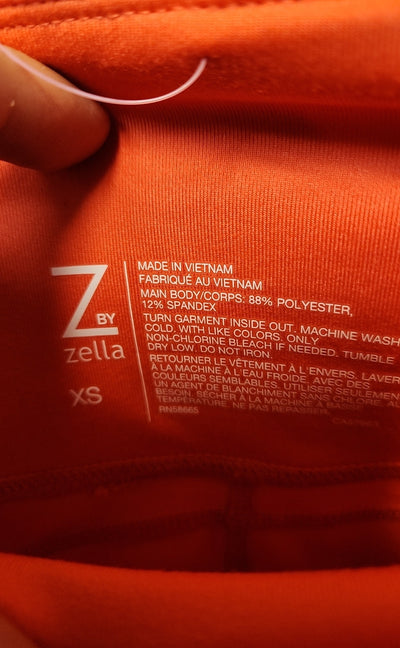 Z BY
zella
XS
MADE IN VIETNAM
FABRIQUÉ AU VIETNAM
MAIN BODY/CORPS: 88% POLYESTER,
12% SPANDEX
TURN GARMENT INSIDE OUT. MACHINE WASH
COLD, WITH LIKE COLORS. ONLY
NON-CHLORINE BLEACH IF NEEDED. TUMBLE
DRY LOW. DO NOT IRON.
RETOURNER LE VÊTEMENT À L'ENVERS. LAVER
À LA MACHINE À L'EAU FROIDE, AVEC DES
COULEURS SEMBLABLES. UTILISER SEULEMEN
UN AGENT DE BLANCHIMENT SANS CHLORE, AU
BESOIN. SÉCHER À LA MACHINE À BASSE
TEMPÉRATURE. NE PAS REPASSER.
RN58665